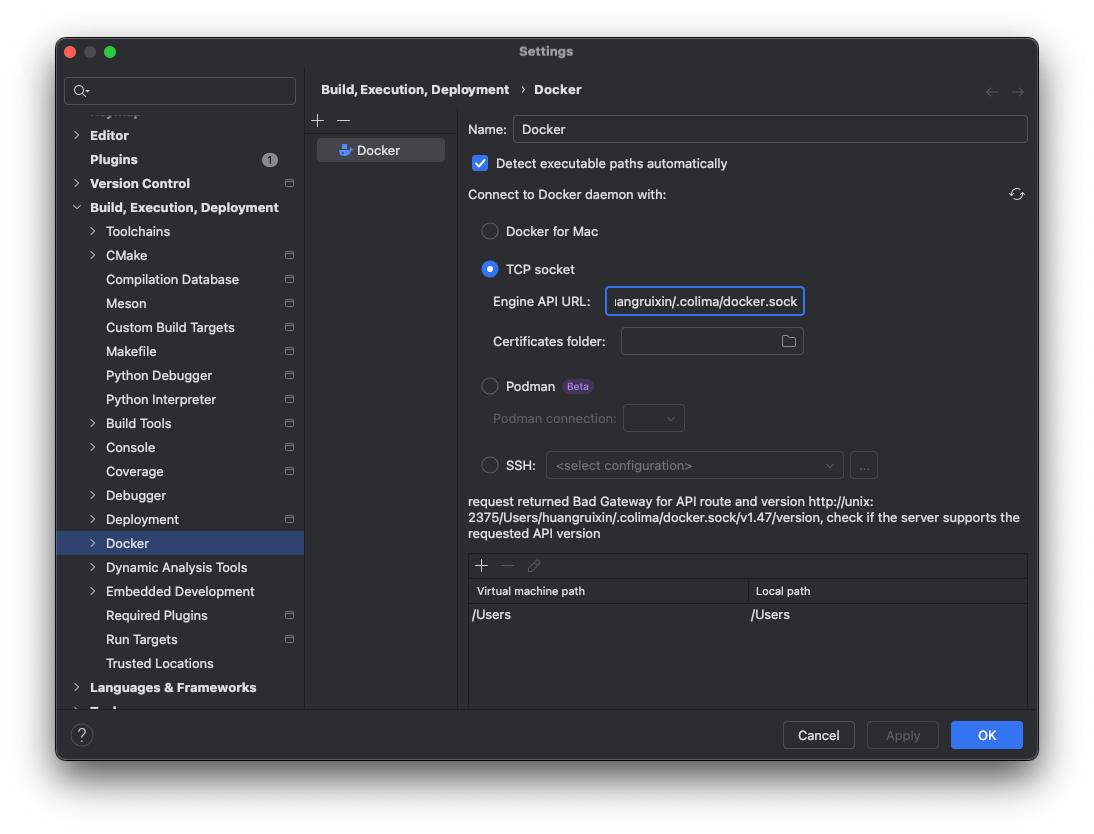 Settings
Build, Execution, Deployment › Docker
Editor
Plugins 1
Version Control
Build, Execution, Deployment
Toolchains
CMake
Compilation Database
Meson
Custom Build Targets
Makefile
Python Debugger
Python Interpreter
Build Tools
Console
Coverage
Debugger
Deployment
Docker
Dynamic Analysis Tools
Embedded Development
Required Plugins
Run Targets
Trusted Locations
Languages & Frameworks
Docker
Name: Docker
Detect executable paths automatically
Connect to Docker daemon with:
Docker for Mac
TCP socket
Engine API URL: angruixin/.colima/docker.sock
Certificates folder:
Podman Beta
Podman connection:
SSH: <select configuration> ...
request returned Bad Gateway for API route and version http://unix:
2375/Users/huangruixin/.colima/docker.sock/v1.47/version, check if the server supports the
requested API version
Virtual machine path Local path
/Users /Users
? Cancel Apply OK